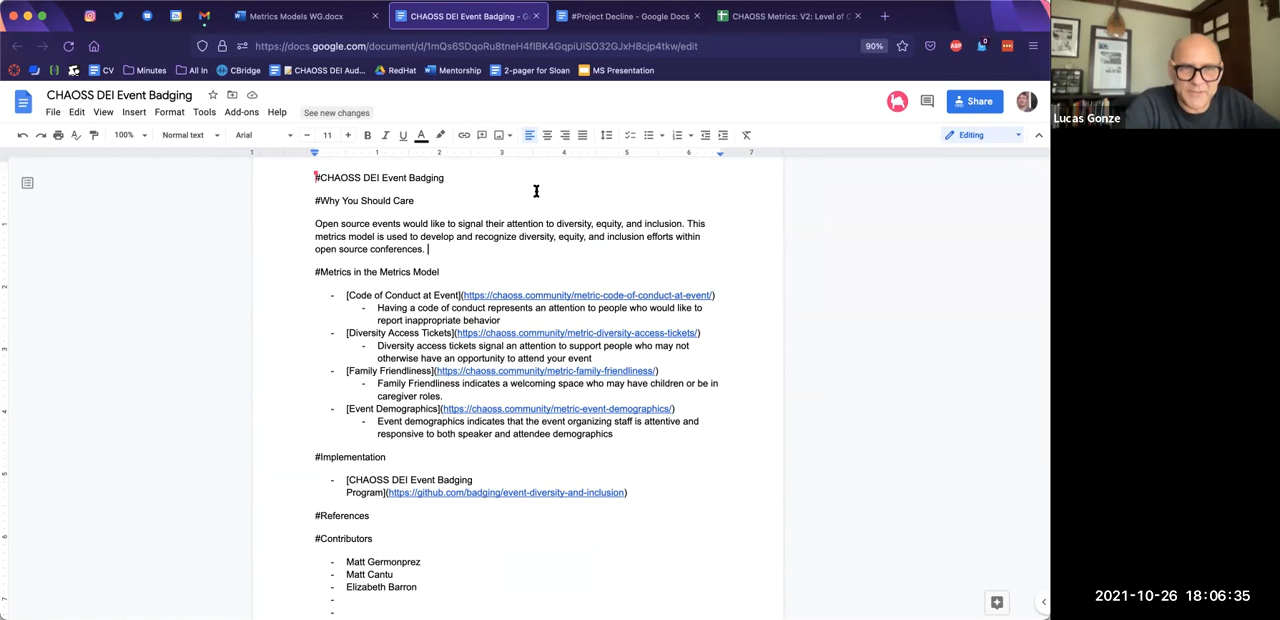 Metrics Models WG.docx
CHAOSS DEI Event Badging - G
#Project Decline - Google Docs
CHAOSS Metrics: V2: Level of C
https://docs.google.com/document/d/1mQs6SDqoRu8tneH4fIBK4GqpiUiSO32GJxH8cjp4tkw/edit
90%
CV
Minutes
All In
CBridge
CHAOSS DEI Aud...
RedHat
Mentorship
2-pager for Sloan
MS Presentation
CHAOSS DEI Event Badging
File Edit View Insert Format Tools Add-ons Help See new changes
Share
100% Normal text Arial 11 B I U A
Editing
1 1 2 3 4 5 6 7
#CHAOSS DEI Event Badging
#Why You Should Care
Open source events would like to signal their attention to diversity, equity, and inclusion. This
metrics model is used to develop and recognize diversity, equity, and inclusion efforts within
open source conferences.
#Metrics in the Metrics Model
- [Code of Conduct at Event](https://chaoss.community/metric-code-of-conduct-at-event/)
- Having a code of conduct represents an attention to people who would like to
report inappropriate behavior
- [Diversity Access Tickets](https://chaoss.community/metric-diversity-access-tickets/)
- Diversity access tickets signal an attention to support people who may not
otherwise have an opportunity to attend your event
- [Family Friendliness](https://chaoss.community/metric-family-friendliness/)
- Family Friendliness indicates a welcoming space who may have children or be in
caregiver roles.
- [Event Demographics](https://chaoss.community/metric-event-demographics/)
- Event demographics indicates that the event organizing staff is attentive and
responsive to both speaker and attendee demographics
#Implementation
- [CHAOSS DEI Event Badging
Program](https://github.com/badging/event-diversity-and-inclusion)
#References
#Contributors
- Matt Germonprez
- Matt Cantu
- Elizabeth Barron
-
-
Lucas Gonze
2021-10-26 18:06:35